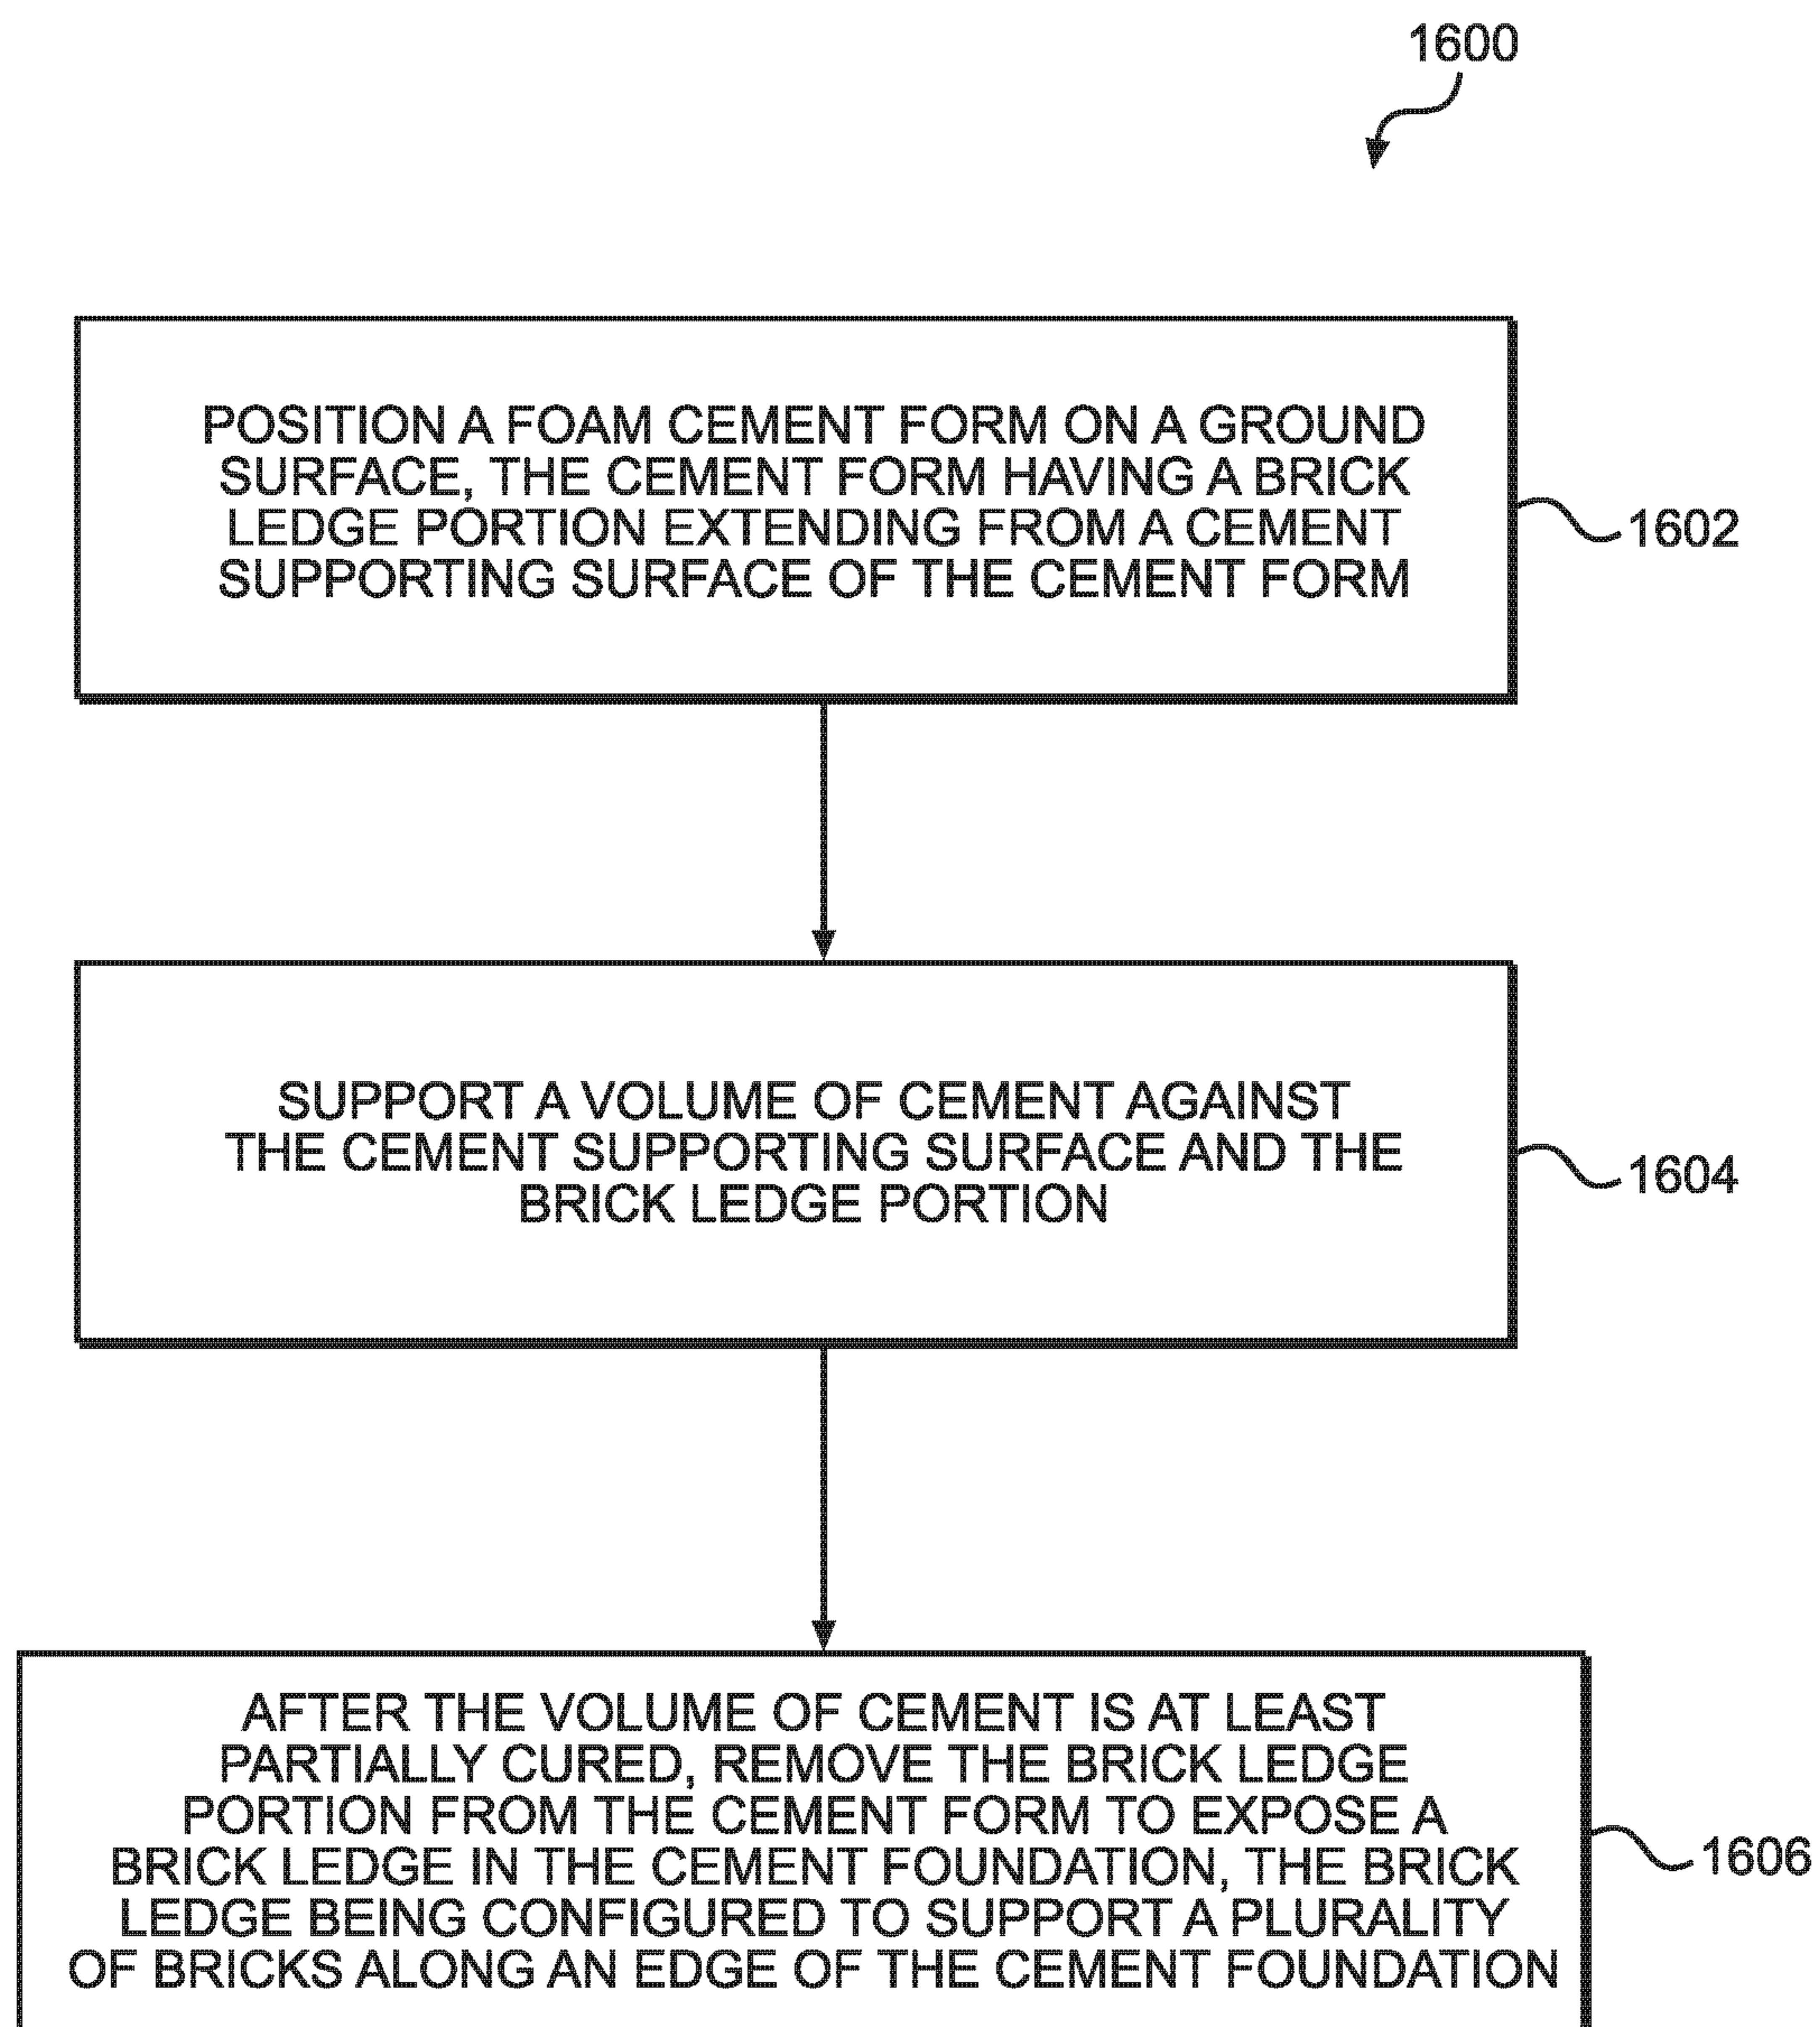 1600
POSITION A FOAM CEMENT FORM ON A GROUND
SURFACE, THE CEMENT FORM HAVING A BRICK
LEDGE PORTION EXTENDING FROM A CEMENT
SUPPORTING SURFACE OF THE CEMENT FORM
1602
SUPPORT A VOLUME OF CEMENT AGAINST
THE CEMENT SUPPORTING SURFACE AND THE
BRICK LEDGE PORTION
1604
AFTER THE VOLUME OF CEMENT IS AT LEAST
PARTIALLY CURED, REMOVE THE BRICK LEDGE
PORTION FROM THE CEMENT FORM TO EXPOSE A
BRICK LEDGE IN THE CEMENT FOUNDATION, THE BRICK
LEDGE BEING CONFIGURED TO SUPPORT A PLURALITY
OF BRICKS ALONG AN EDGE OF THE CEMENT FOUNDATION
1606